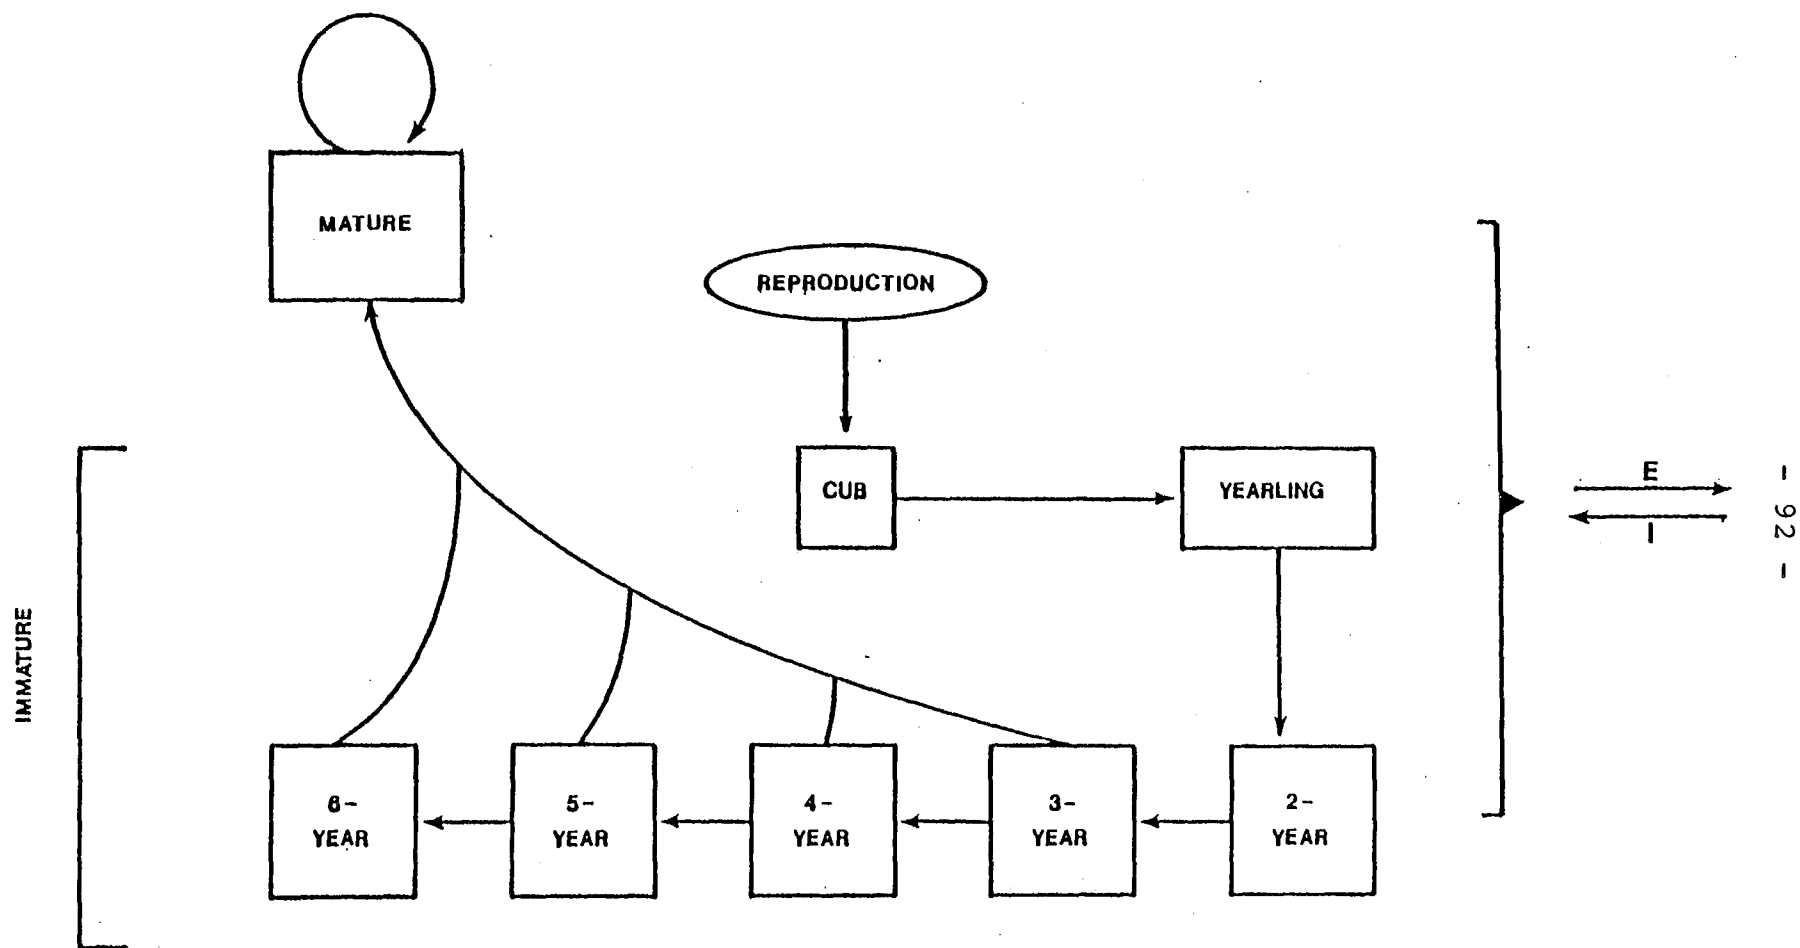 MATURE
REPRODUCTION
CUB
YEARLING
E
I
- 92 -
IMMATURE
6-
YEAR
5-
YEAR
4-
YEAR
3-
YEAR
2-
YEAR